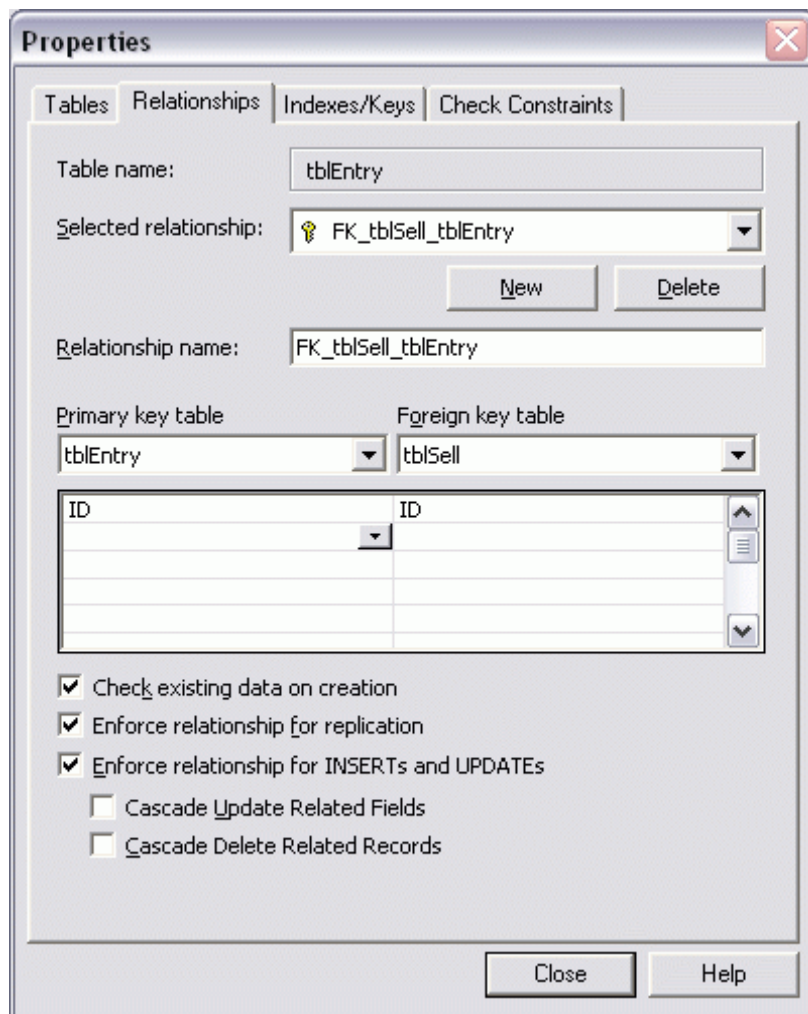 Properties
Tables Relationships Indexes/Keys Check Constraints
Table name: tblEntry
Selected relationship: FK_tblSell_tblEntry
New Delete
Relationship name: FK_tblSell_tblEntry
Primary key table Foreign key table
tblEntry tblSell
ID ID
Check existing data on creation
Enforce relationship for replication
Enforce relationship for INSERTs and UPDATEs
Cascade Update Related Fields
Cascade Delete Related Records
Close Help